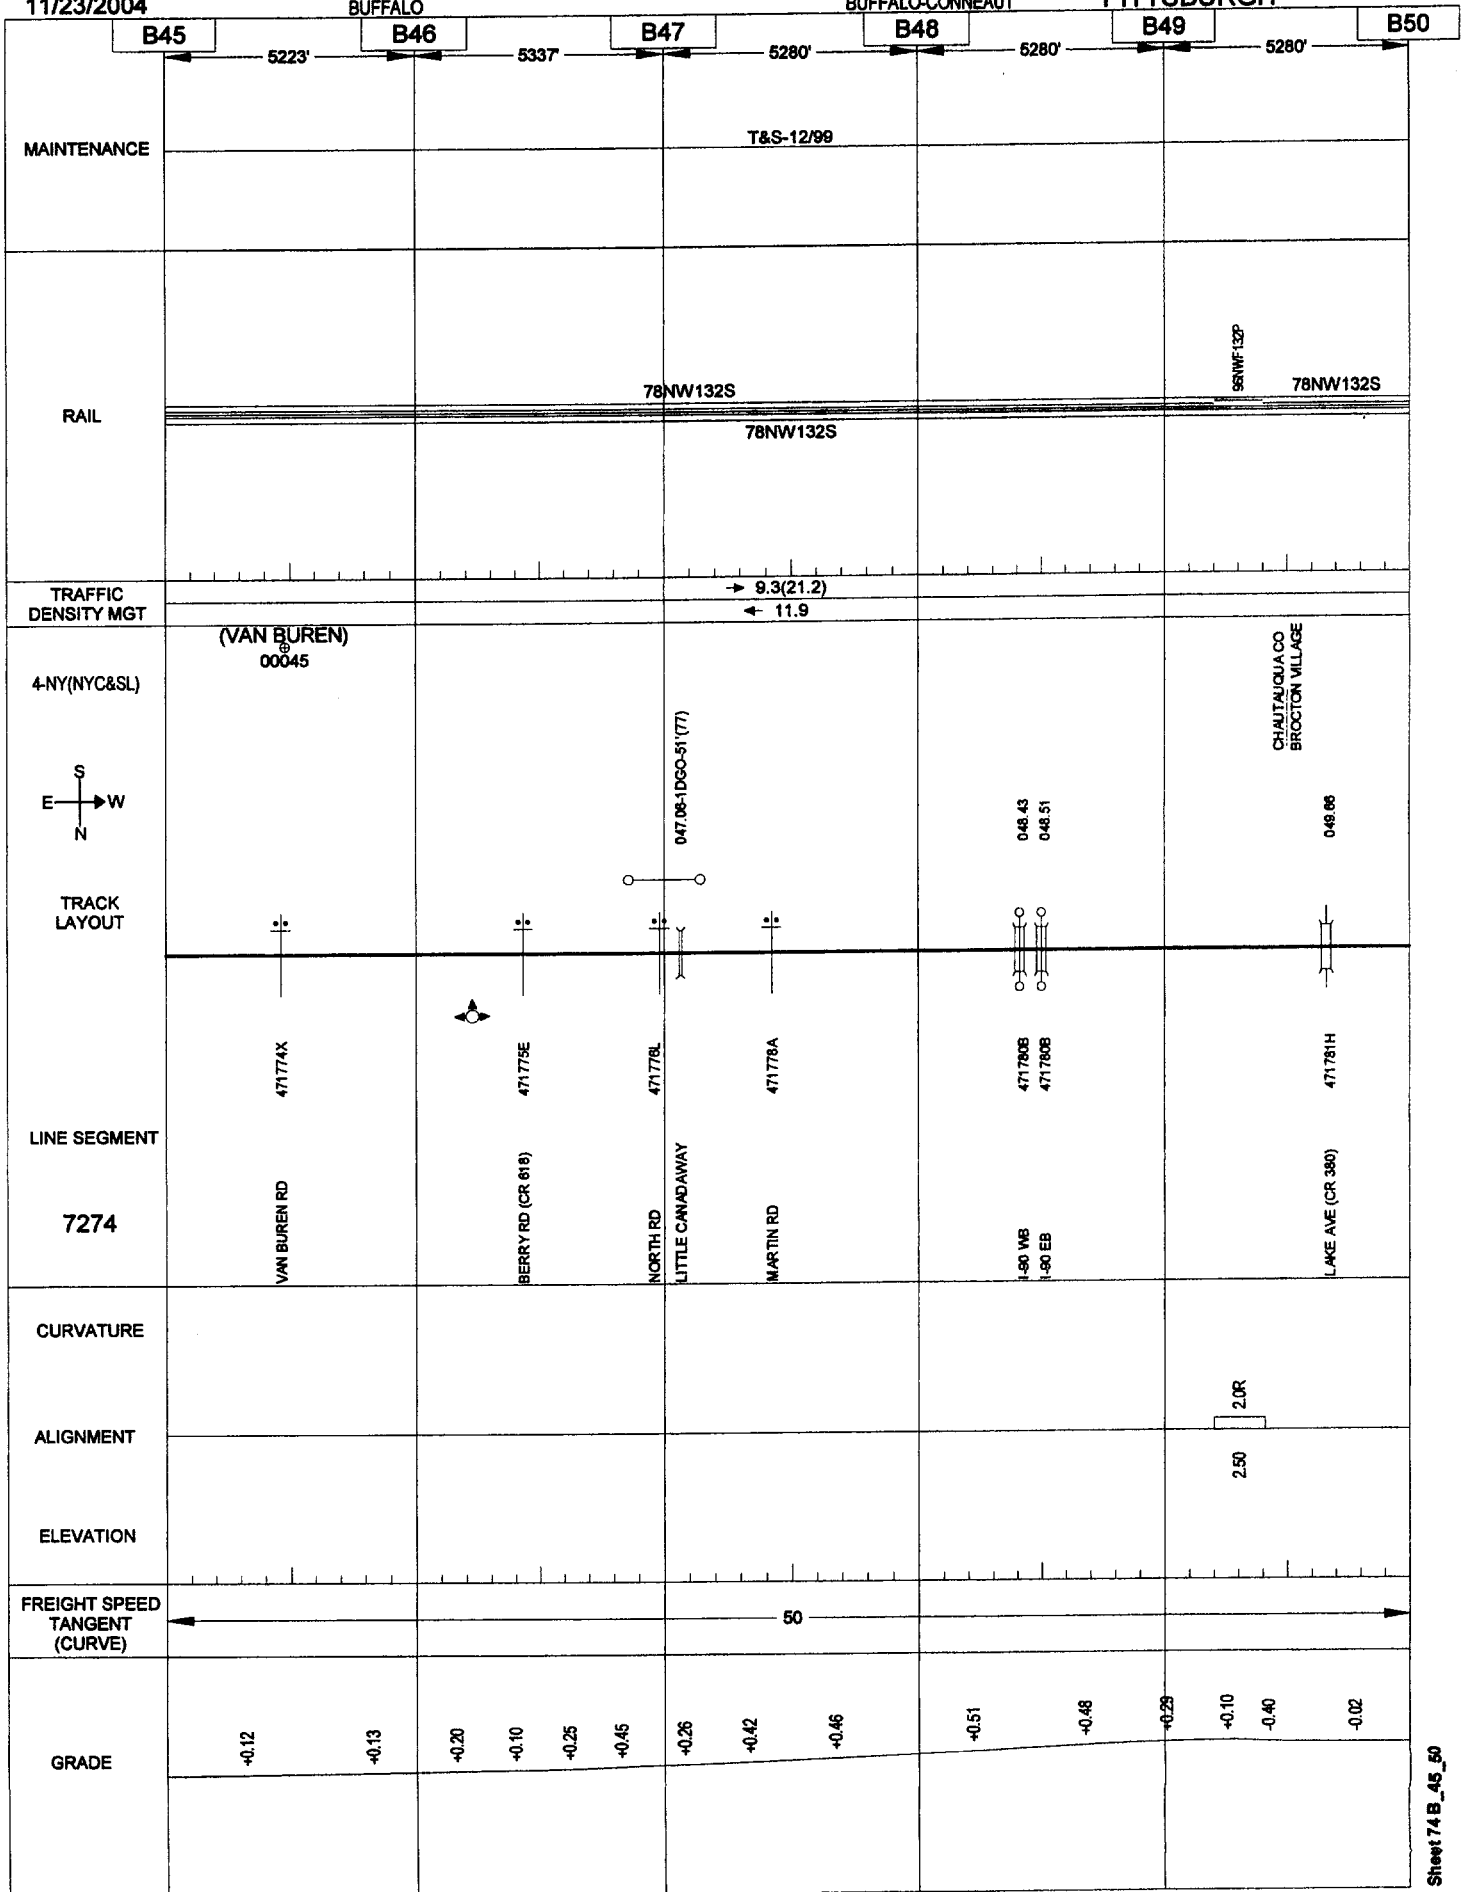 11/23/2004 BUFFALO BUFFALO-CONNEAUT PITTSBURGH
B45 B46 B47 B48 B49 B50
5223' 5337' 5280' 5280' 5280'
MAINTENANCE
T&S-12/99
RAIL
78NW132S
96NWF132P
78NW132S
78NW132S
TRAFFIC
DENSITY MGT
9.3(21.2)
11.9
4-NY(NYC&SL)
(VAN BUREN)
00045
CHAUTAUQUA CO
BROCTON VILLAGE
S
E W
N
047.06-1DGO-51'(77)
048.43
048.51
049.66
TRACK
LAYOUT
471774X
471775E
471776L
471778A
471780B
471780B
471781H
LINE SEGMENT
7274
VAN BUREN RD
BERRY RD (CR 618)
NORTH RD
LITTLE CANADAWAY
MARTIN RD
I-90 WB
I-90 EB
LAKE AVE (CR 380)
CURVATURE
ALIGNMENT
2.0R
2.50
ELEVATION
FREIGHT SPEED
TANGENT
(CURVE)
50
GRADE
+0.12
+0.13
+0.20
+0.10
+0.25
+0.45
+0.26
+0.42
+0.46
+0.51
+0.48
+0.29
+0.10
-0.40
-0.02
Sheet 74 B_45_50